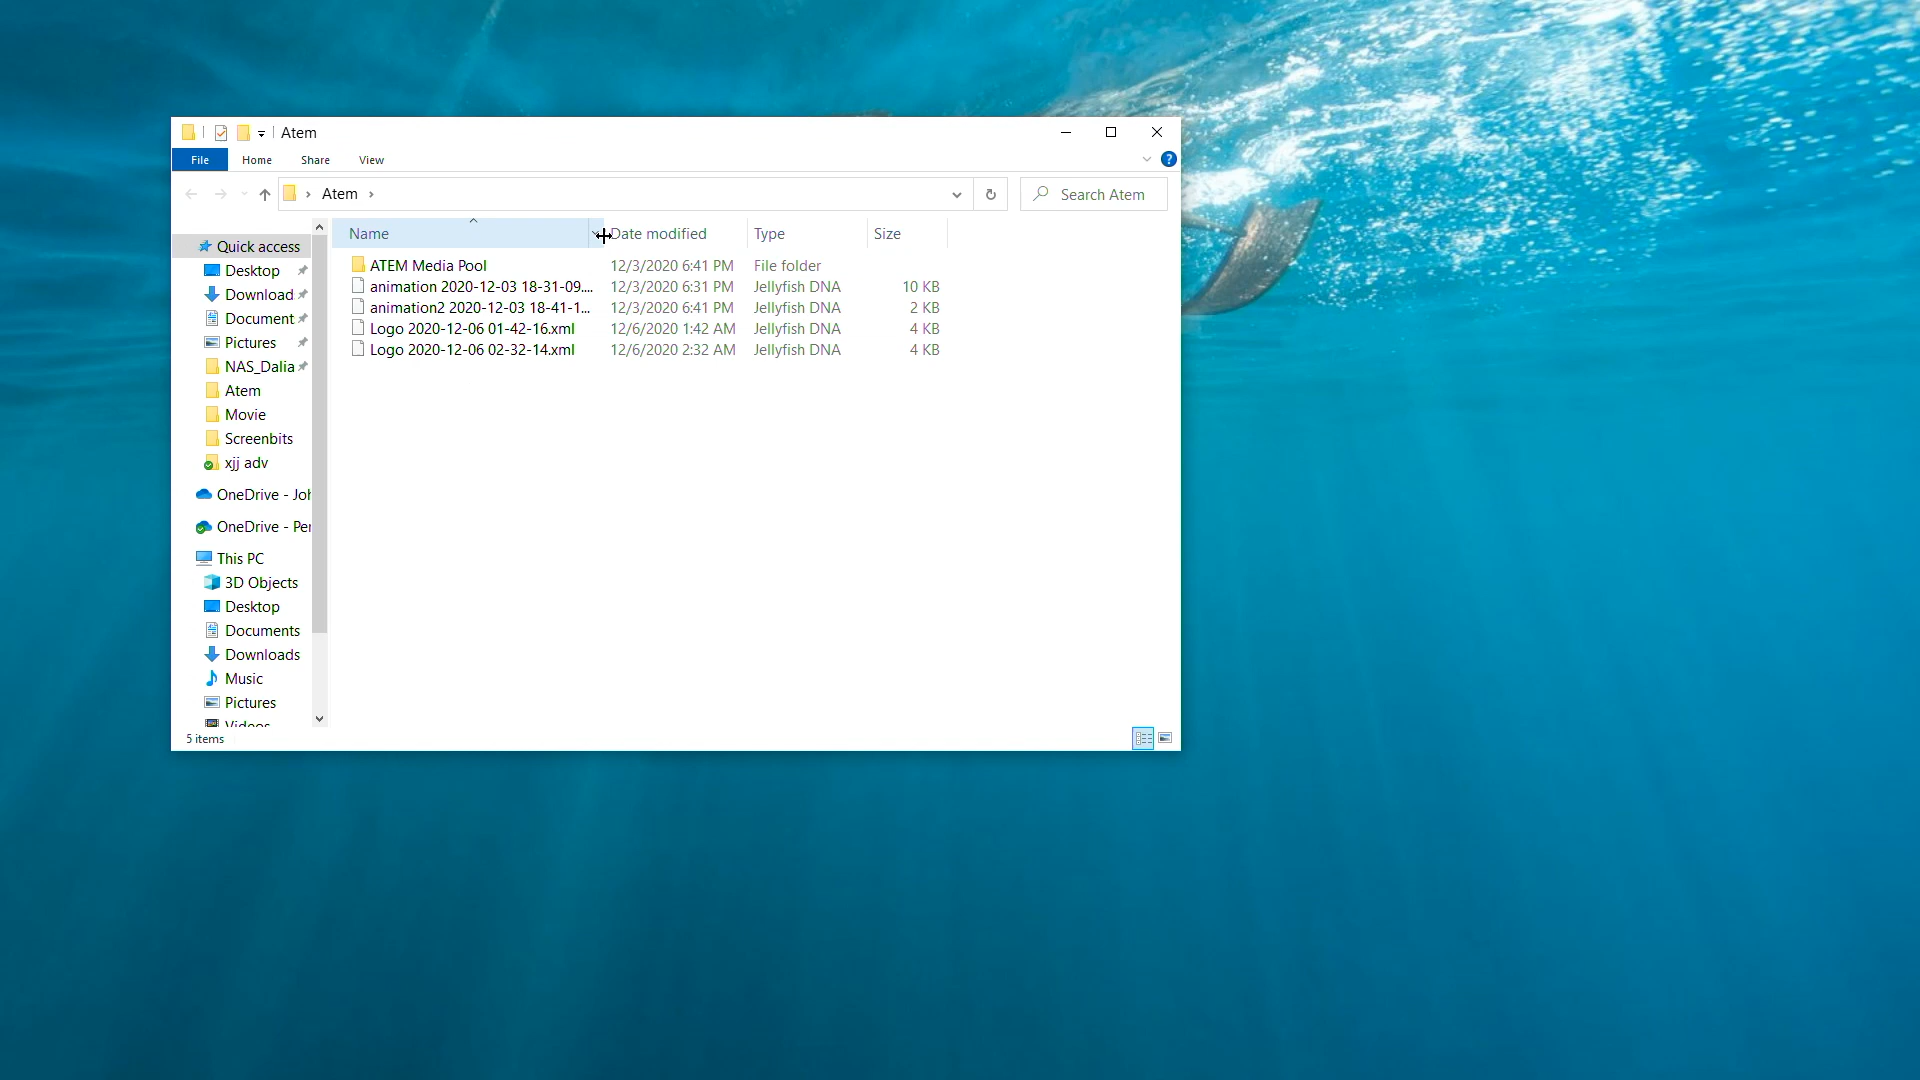 Atem
File Home Share View
Atem
Search Atem
Name Date modified Type Size
Quick access
Desktop
Download
Document
Pictures
NAS_Dalia
Atem
Movie
Screenbits
xjj adv
OneDrive - Joh
OneDrive - Per
This PC
3D Objects
Desktop
Documents
Downloads
Music
Pictures
Videos
ATEM Media Pool 12/3/2020 6:41 PM File folder
animation 2020-12-03 18-31-09.... 12/3/2020 6:31 PM Jellyfish DNA 10 KB
animation2 2020-12-03 18-41-1... 12/3/2020 6:41 PM Jellyfish DNA 2 KB
Logo 2020-12-06 01-42-16.xml 12/6/2020 1:42 AM Jellyfish DNA 4 KB
Logo 2020-12-06 02-32-14.xml 12/6/2020 2:32 AM Jellyfish DNA 4 KB
5 items